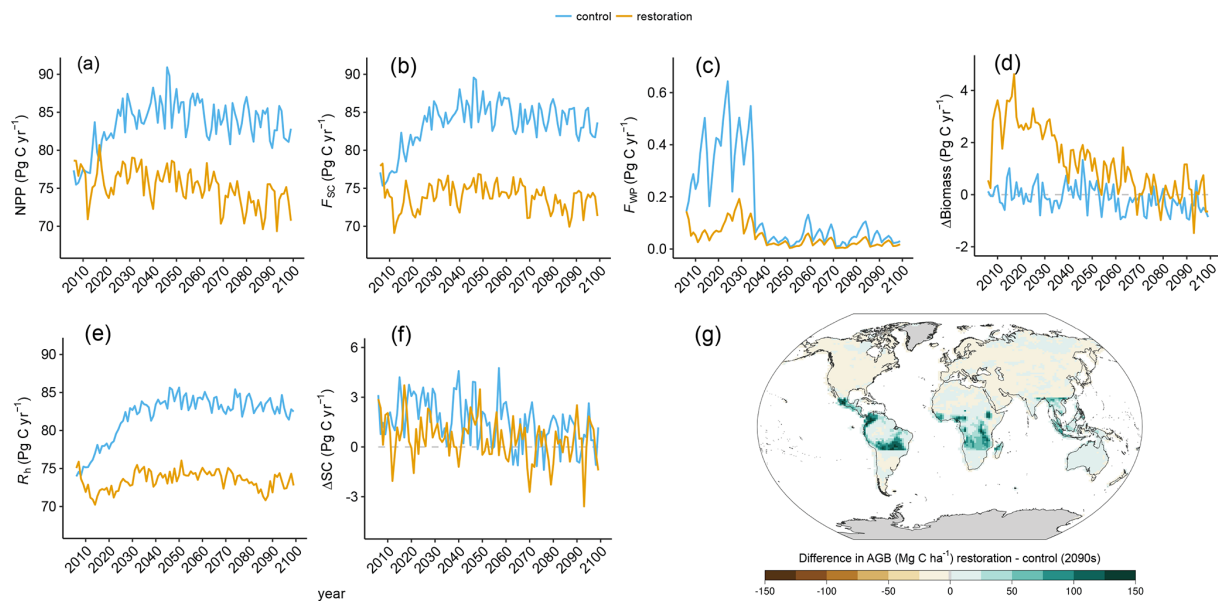 control restoration
(a)
NPP (Pg C yr⁻¹)
90
85
80
75
70
2010 2020 2030 2040 2050 2060 2070 2080 2090 2100
(b)
F_SC (Pg C yr⁻¹)
90
85
80
75
70
2010 2020 2030 2040 2050 2060 2070 2080 2090 2100
(c)
F_WP (Pg C yr⁻¹)
0.6
0.4
0.2
0.0
2010 2020 2030 2040 2050 2060 2070 2080 2090 2100
(d)
ΔBiomass (Pg C yr⁻¹)
4
2
0
-2
2010 2020 2030 2040 2050 2060 2070 2080 2090 2100
(e)
R_h (Pg C yr⁻¹)
90
85
80
75
70
2010 2020 2030 2040 2050 2060 2070 2080 2090 2100
(f)
ΔSC (Pg C yr⁻¹)
6
3
0
-3
2010 2020 2030 2040 2050 2060 2070 2080 2090 2100
year
(g)
Difference in AGB (Mg C ha⁻¹) restoration - control (2090s)
-150 -100 -50 0 50 100 150